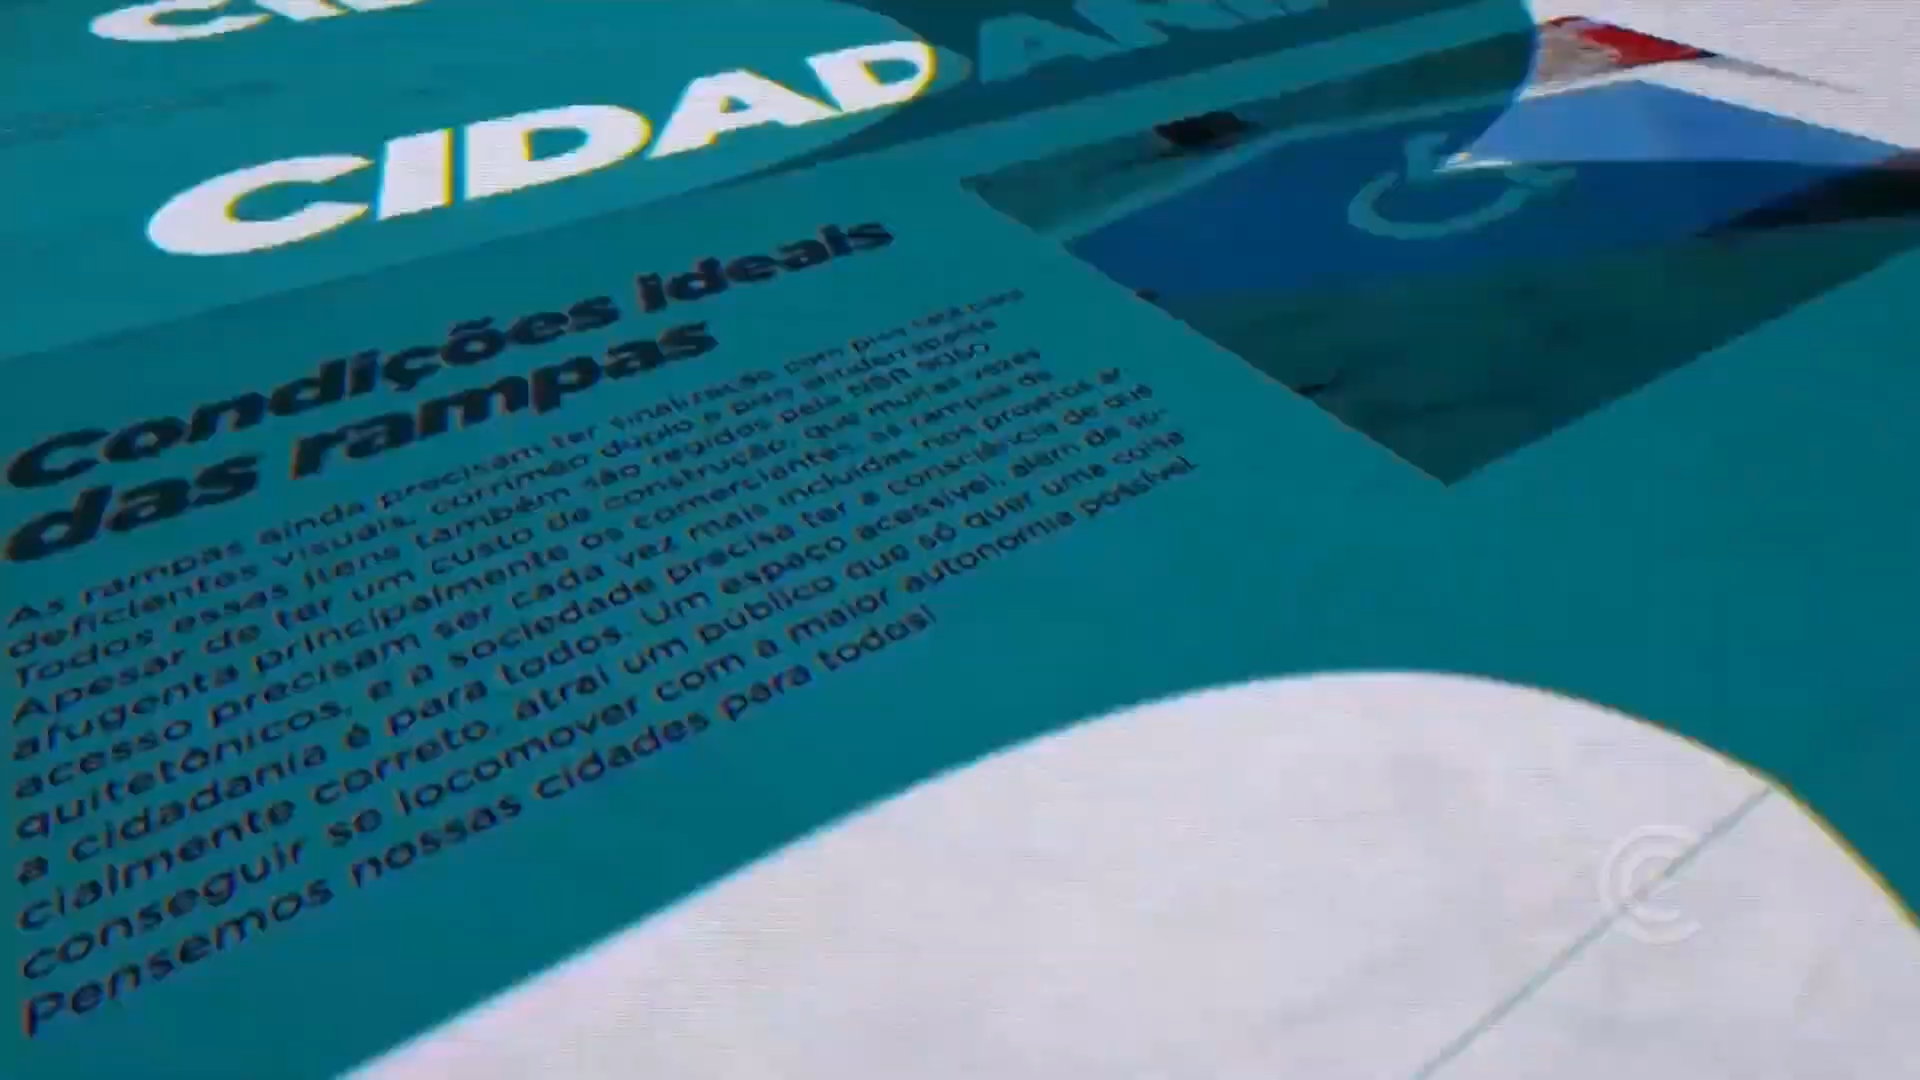 CIDADANIA
Condições ideais
das rampas
As rampas ainda precisam ter sinalização com piso tátil para
deficientes visuais, corrimão duplo e piso antiderrapante
Todos esses itens também são regidos pela NBR 9050
Apesar de ter um custo de construção, que muitas vezes
afugenta principalmente os comerciantes, as rampas de
acesso precisam ser cada vez mais incluídas nos projetos ar-
quitetônicos, e a sociedade precisa ter a consciência de que
a cidadania é para todos. Um espaço acessível, além de so-
cialmente correto, atrai um público que só quer uma coisa
conseguir se locomover com a maior autonomia possível.
Pensemos nossas cidades para todos!